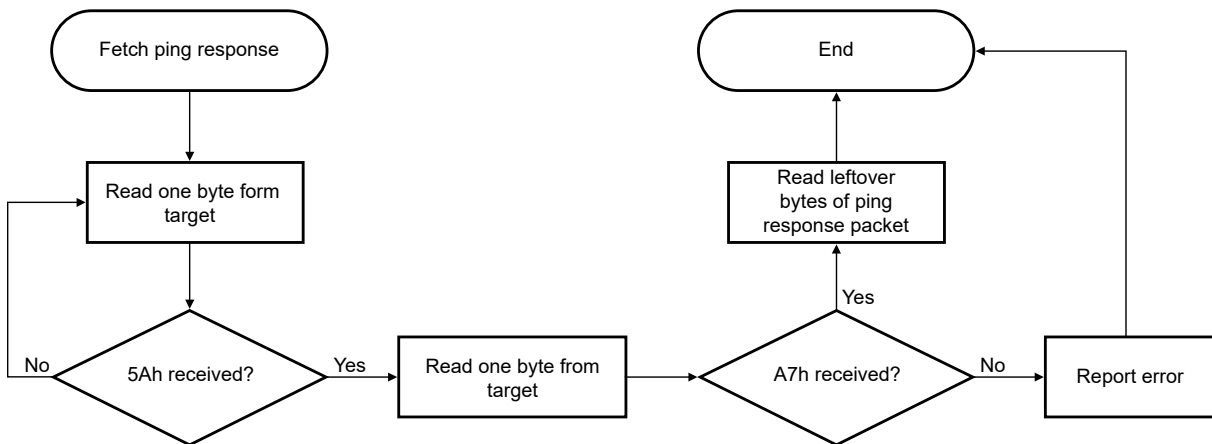 Fetch ping response
End
Read one byte form
target
Read leftover
bytes of ping
response packet
Yes
No
5Ah received?
Yes
Read one byte from
target
A7h received?
No
Report error